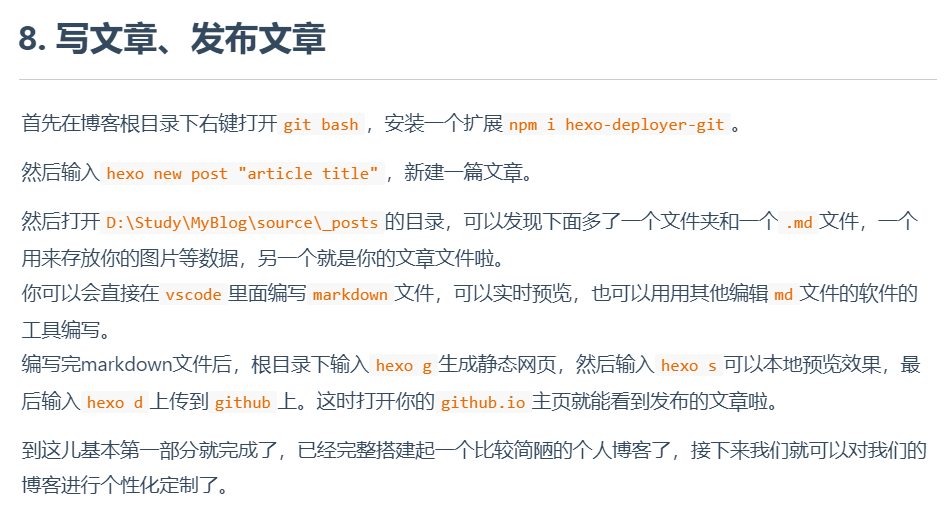 8. 写文章、发布文章
首先在博客根目录下右键打开 git bash ，安装一个扩展 npm i hexo-deployer-git 。
然后输入 hexo new post "article title" ，新建一篇文章。
然后打开 D:\Study\MyBlog\source\_posts 的目录，可以发现下面多了一个文件夹和一个 .md 文件，一个
用来存放你的图片等数据，另一个就是你的文章文件啦。
你可以会直接在 vscode 里面编写 markdown 文件，可以实时预览，也可以用用其他编辑 md 文件的软件的
工具编写。
编写完markdown文件后，根目录下输入 hexo g 生成静态网页，然后输入 hexo s 可以本地预览效果，最
后输入 hexo d 上传到 github 上。这时打开你的 github.io 主页就能看到发布的文章啦。
到这儿基本第一部分就完成了，已经完整搭建起一个比较简陋的个人博客了，接下来我们就可以对我们的
博客进行个性化定制了。